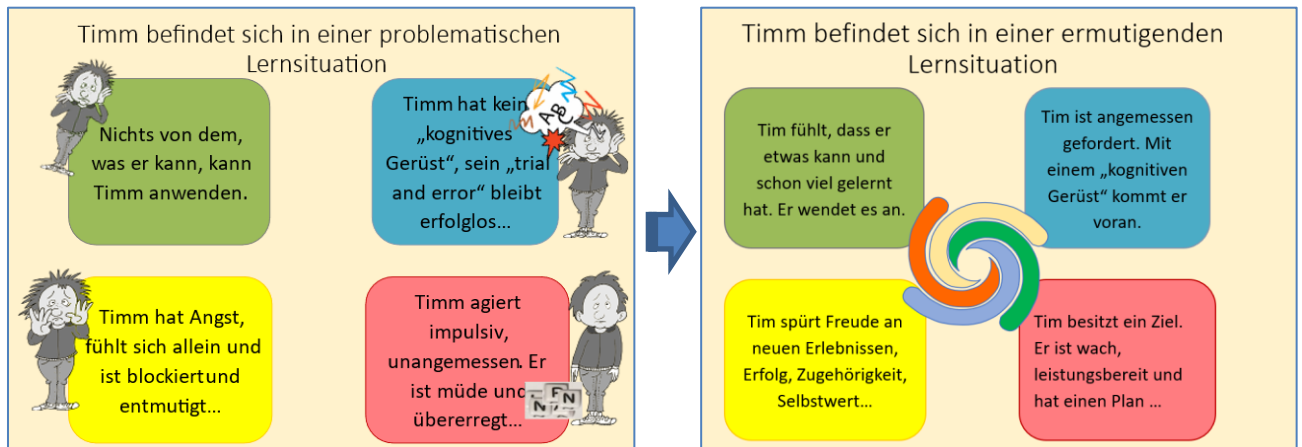 Timm befindet sich in einer problematischen
Lernsituation
Nichts von dem,
was er kann, kann
Timm anwenden.
Timm hat kein
„kognitives
Gerüst“, sein „trial
and error“ bleibt
erfolglos...
A B C
Timm hat Angst,
fühlt sich allein und
ist blockiertund
entmutigt...
Timm agiert
impulsiv,
unangemessen. Er
ist müde und
übererregt...
N N
Timm befindet sich in einer ermutigenden
Lernsituation
Tim fühlt, dass er
etwas kann und
schon viel gelernt
hat. Er wendet es an.
Tim ist angemessen
gefordert. Mit
einem „kognitiven
Gerüst“ kommt er
voran.
Tim spürt Freude an
neuen Erlebnissen,
Erfolg, Zugehörigkeit,
Selbstwert...
Tim besitzt ein Ziel.
Er ist wach,
leistungsbereit und
hat einen Plan ...